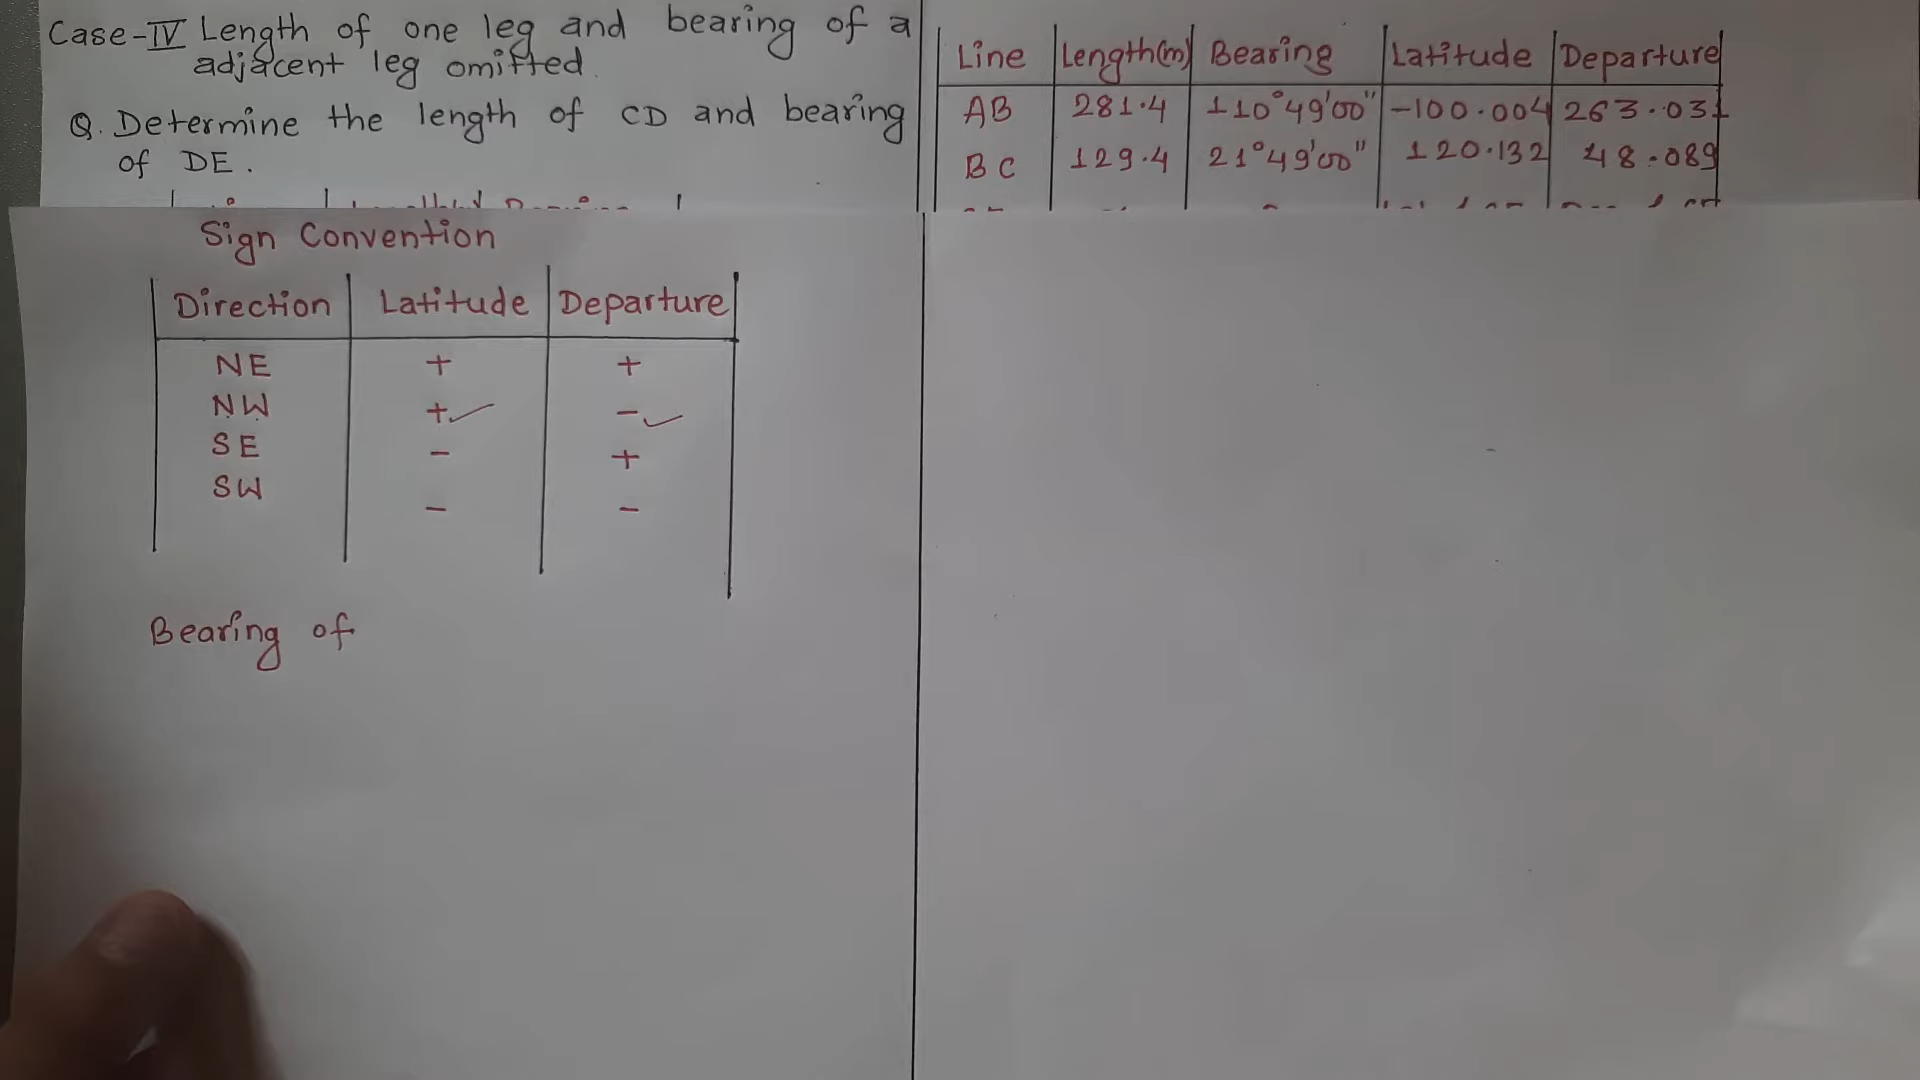 Case-IV Length of one leg and bearing of a
adjacent leg omitted.
Q. Determine the length of CD and bearing
of DE.
Line Length(m) Bearing Latitude Departure
AB 281.4 110°49'00" -100.004 263.031
BC 129.4 21°49'00" 120.132 48.089
Sign Convention
Direction Latitude Departure
NE + +
NW + -
SE - +
SW - -
Bearing of